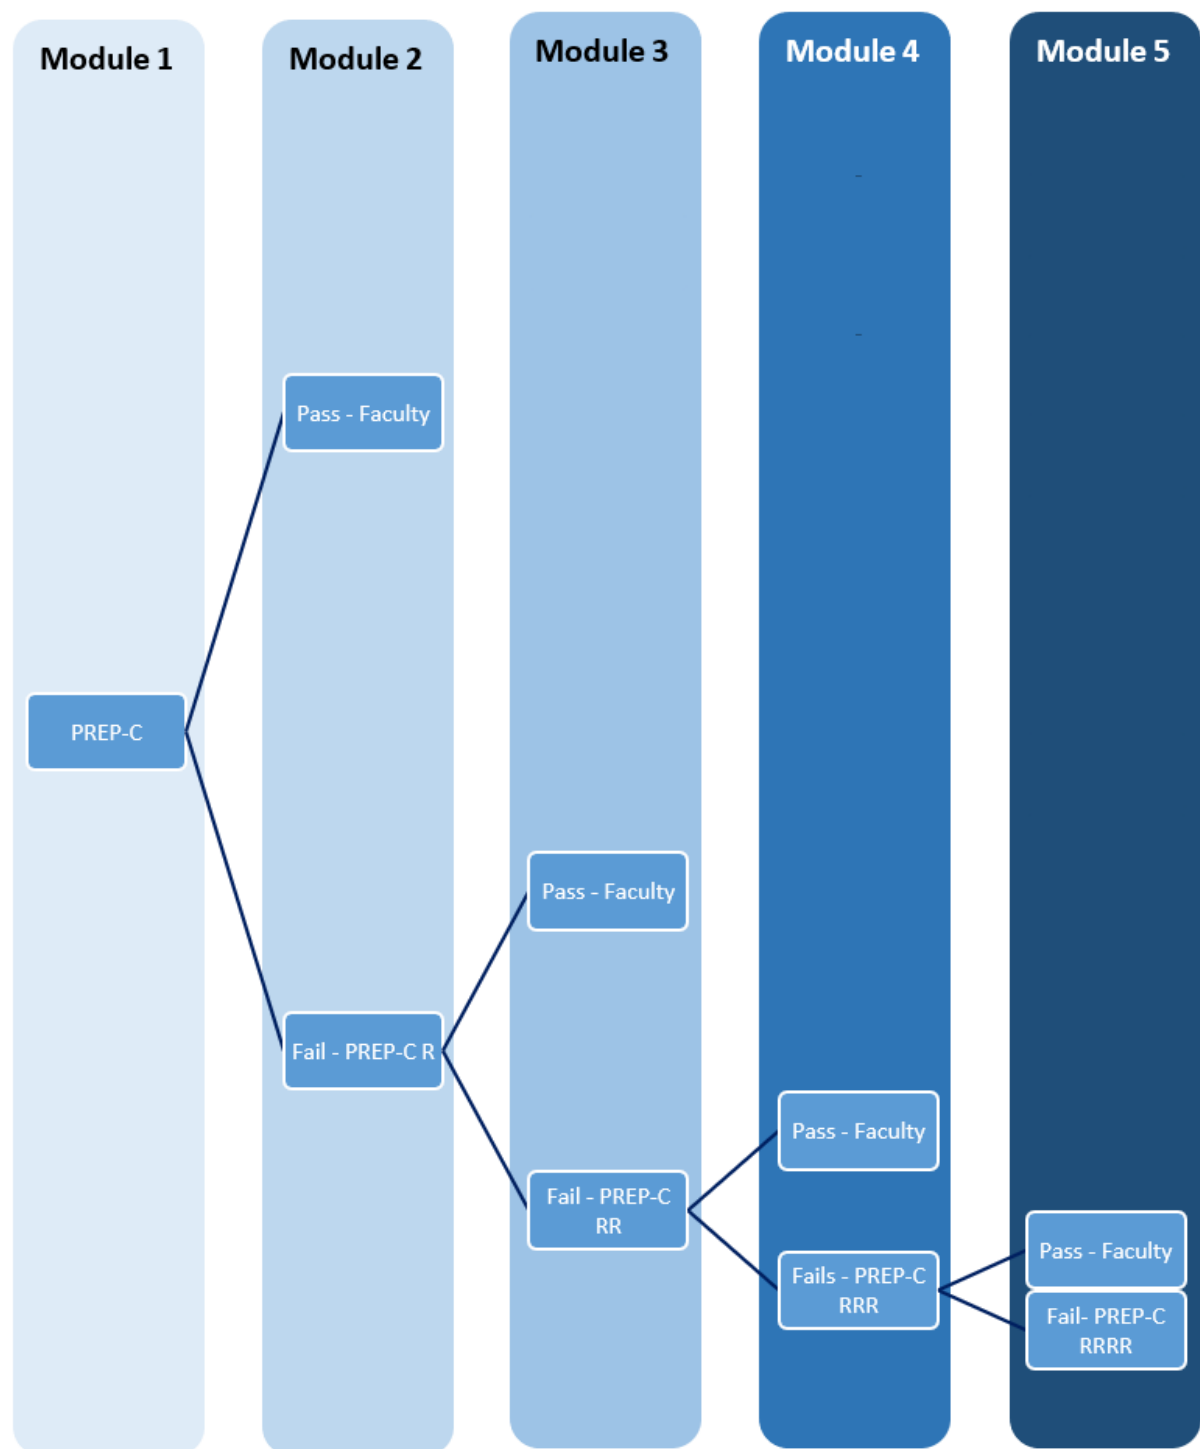 Module 1
Module 2
Module 3
Module 4
Module 5
-
-
PREP-C
Pass - Faculty
Fail - PREP-C R
Pass - Faculty
Fail - PREP-C
RR
Pass - Faculty
Fails - PREP-C
RRR
Pass - Faculty
Fail- PREP-C
RRRR